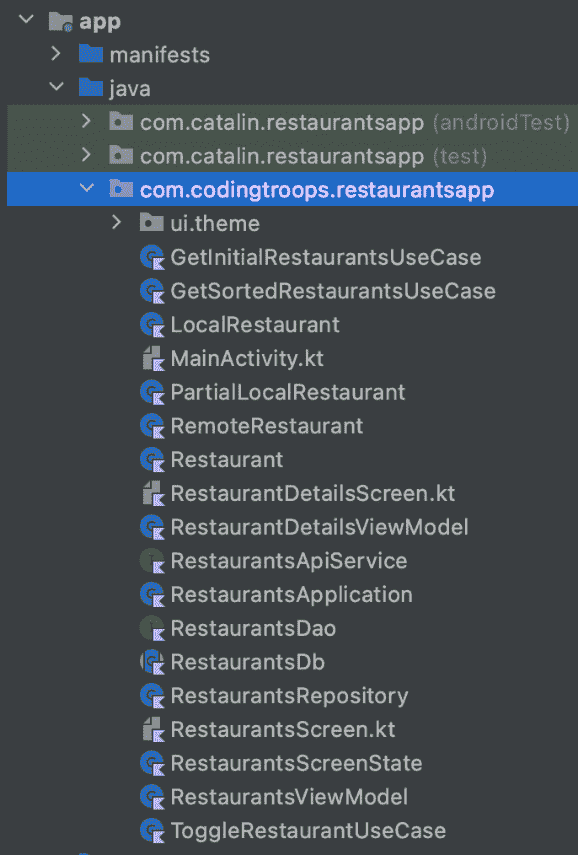 app
manifests
java
com.catalin.restaurantsapp (androidTest)
com.catalin.restaurantsapp (test)
com.codingtroops.restaurantsapp
ui.theme
GetInitialRestaurantsUseCase
GetSortedRestaurantsUseCase
LocalRestaurant
MainActivity.kt
PartialLocalRestaurant
RemoteRestaurant
Restaurant
RestaurantDetailsScreen.kt
RestaurantDetailsViewModel
RestaurantsApiService
RestaurantsApplication
RestaurantsDao
RestaurantsDb
RestaurantsRepository
RestaurantsScreen.kt
RestaurantsScreenState
RestaurantsViewModel
ToggleRestaurantUseCase